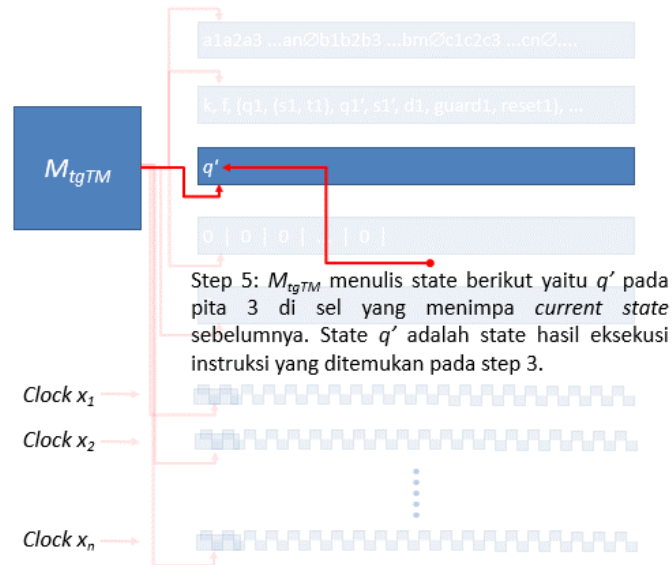 a1a2a3 ...an∅b1b2b3 ...bm∅c1c2c3 ...cn∅....
k, f, (q1, (s1, t1), q1', s1', d1, guard1, reset1), ...
M_tgTM
q'
0 | 0 | 0 | ... | 0 |
Step 5: M_tgTM menulis state berikut yaitu q' pada
pita 3 di sel yang menimpa current state
sebelumnya. State q' adalah state hasil eksekusi
instruksi yang ditemukan pada step 3.
Clock x₁
Clock x₂
Clock xₙ